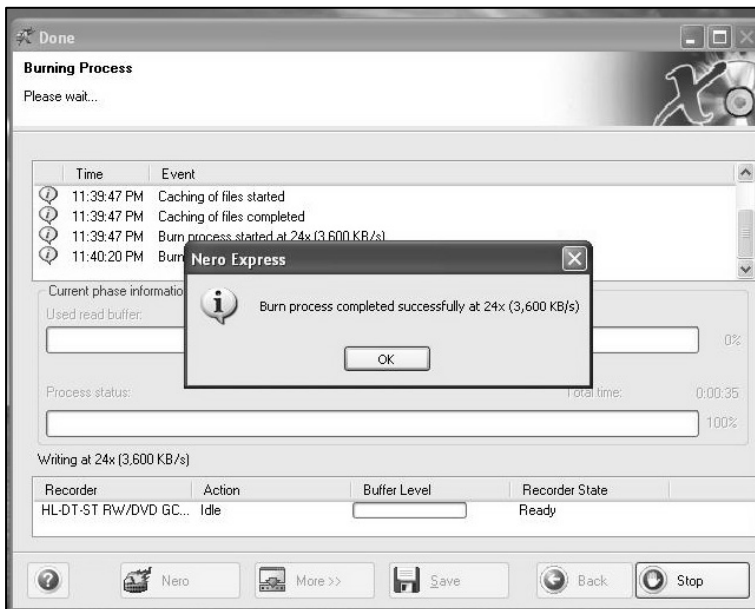 Done
Burning Process
Please wait...
Time Event
11:39:47 PM Caching of files started
11:39:47 PM Caching of files completed
11:39:47 PM Burn process started at 24x (3,600 KB/s)
11:40:20 PM Burn
Nero Express
Burn process completed successfully at 24x (3,600 KB/s)
OK
Current phase informatio
Used read buffer:
0%
Process status: Total time: 0:00:35
100%
Writing at 24x (3,600 KB/s)
Recorder Action Buffer Level Recorder State
HL-DT-ST RW/DVD GC... Idle Ready
Nero More >> Save Back Stop